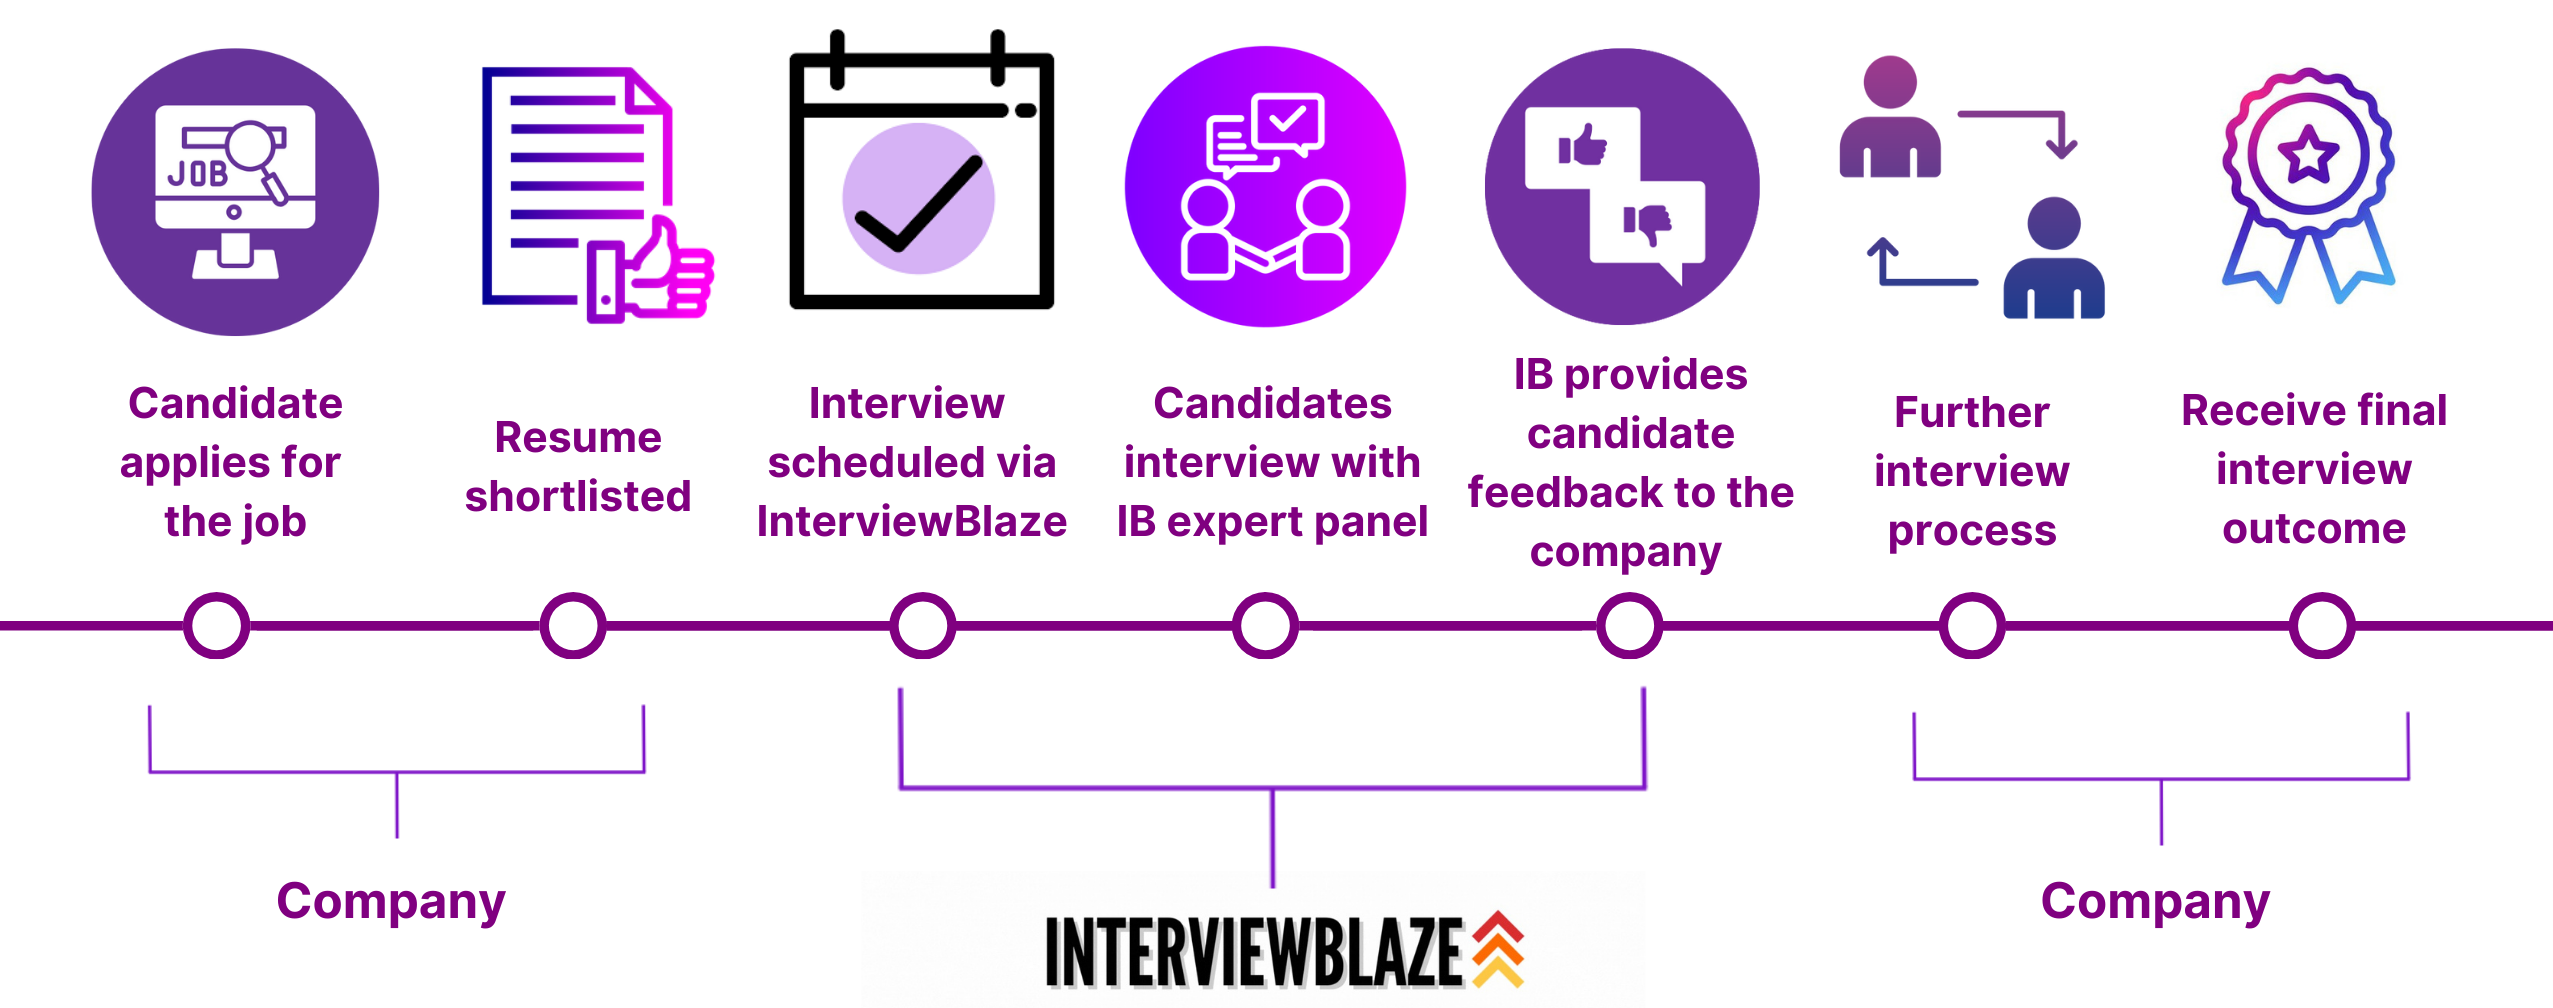 JOB
Candidate
applies for
the job
Resume
shortlisted
Interview
scheduled via
InterviewBlaze
Candidates
interview with
IB expert panel
IB provides
candidate
feedback to the
company
Further
interview
process
Receive final
interview
outcome
Company
INTERVIEWBLAZE
Company